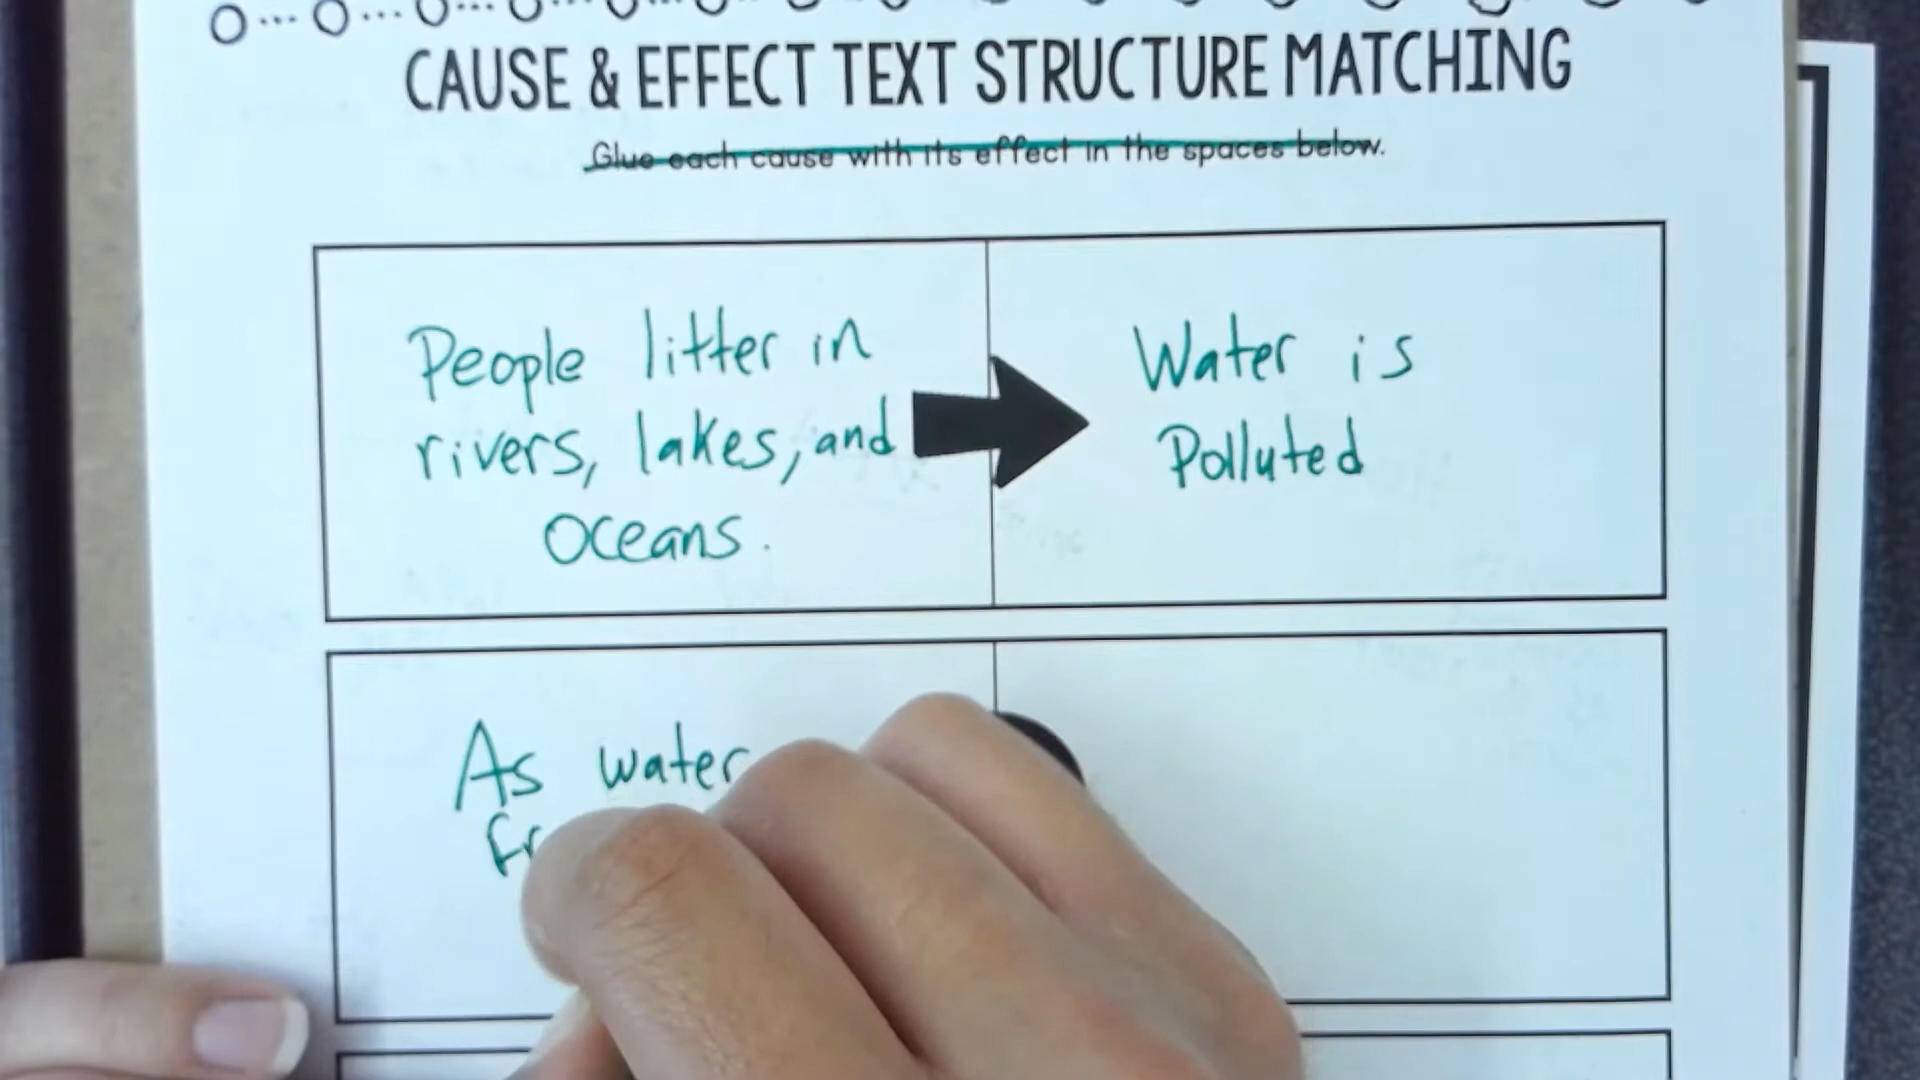 CAUSE & EFFECT TEXT STRUCTURE MATCHING
Glue each cause with its effect in the spaces below.
People litter in
rivers, lakes, and
oceans.
Water is
Polluted
As water